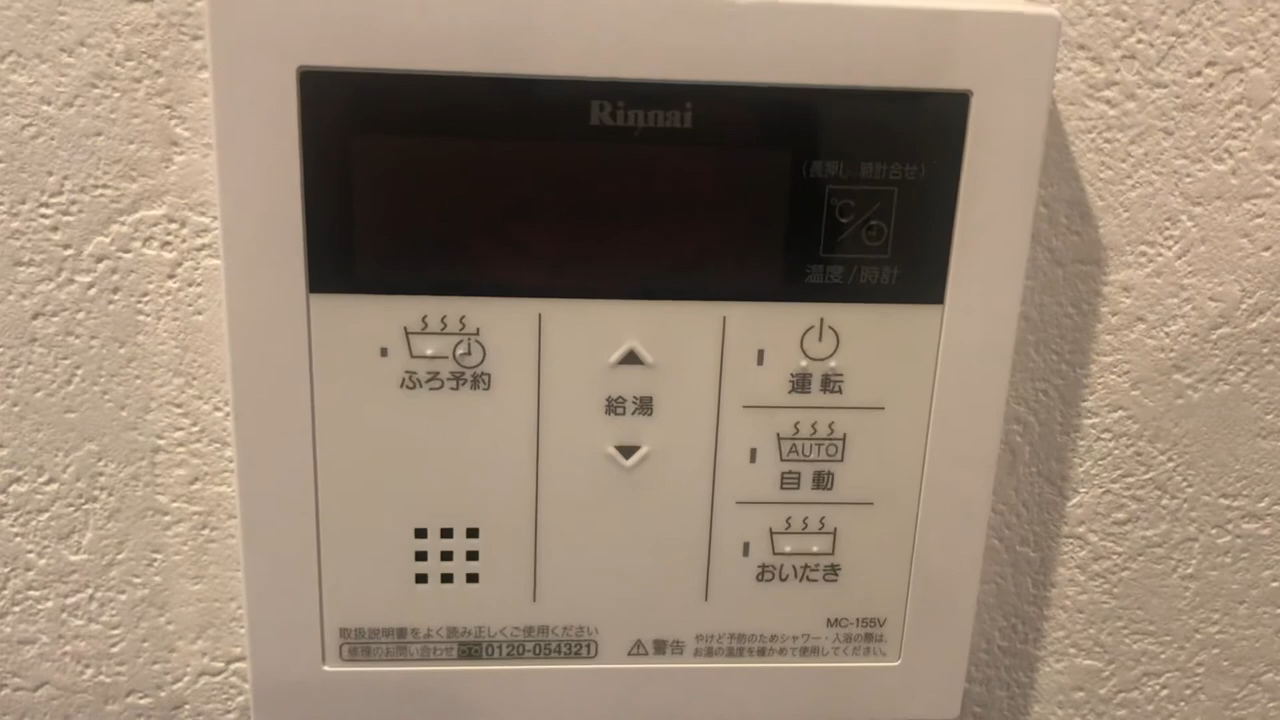 Rinnai
(長押し 時計合せ)
℃/
温度/時計
ふろ予約
給湯
運転
AUTO
自動
おいだき
MC-155V
取扱説明書をよく読み正しくご使用ください
修理のお問い合わせ 0120-054321
警告
やけど予防のためシャワー・入浴の際は、
お湯の温度を確かめて使用してください。